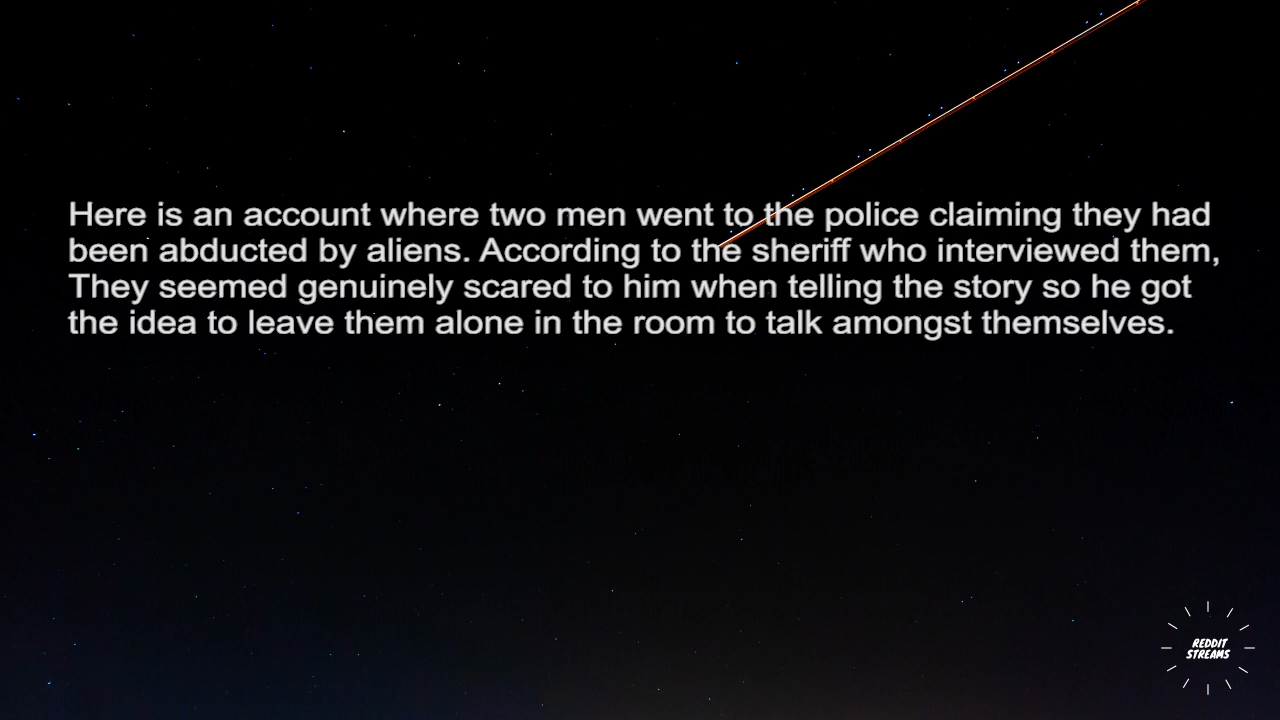 Here is an account where two men went to the police claiming they had
been abducted by aliens. According to the sheriff who interviewed them,
They seemed genuinely scared to him when telling the story so he got
the idea to leave them alone in the room to talk amongst themselves.
REDDIT
STREAMS